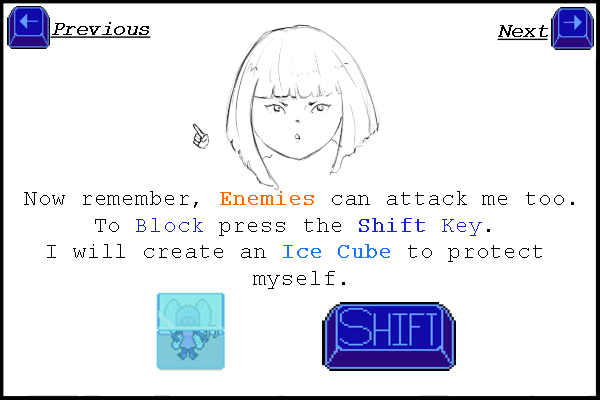 Previous
Next
Now remember, Enemies can attack me too.
To Block press the Shift Key.
I will create an Ice Cube to protect
myself.
SHIFT